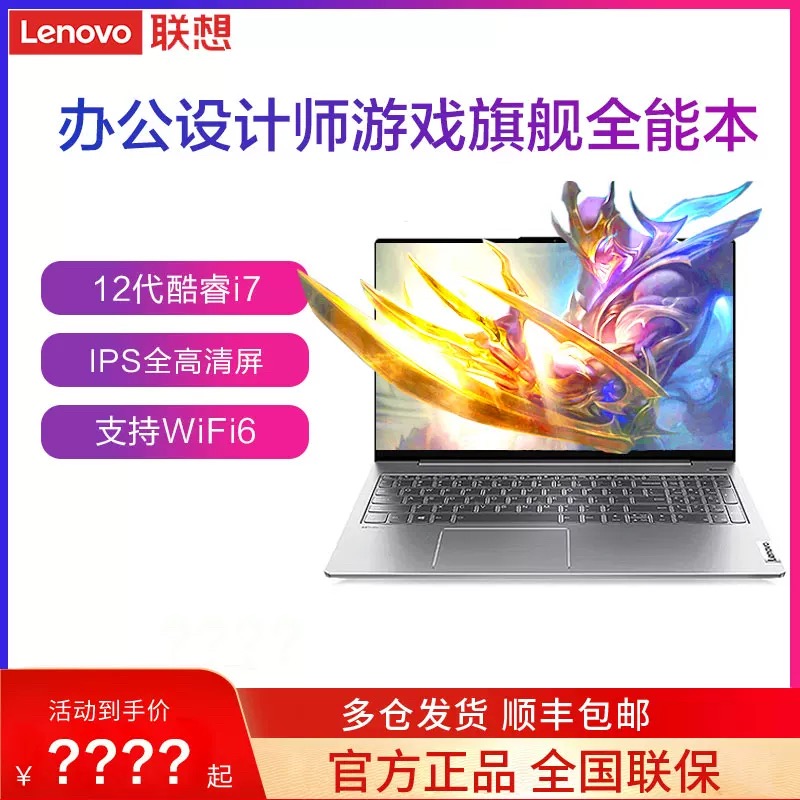 Lenovo 联想
办公设计师游戏旗舰全能本
12代酷睿i7
IPS全高清屏
支持WiFi6
Lenovo
????
活动到手价
¥ ???? 起
多仓发货 顺丰包邮
官方正品 全国联保